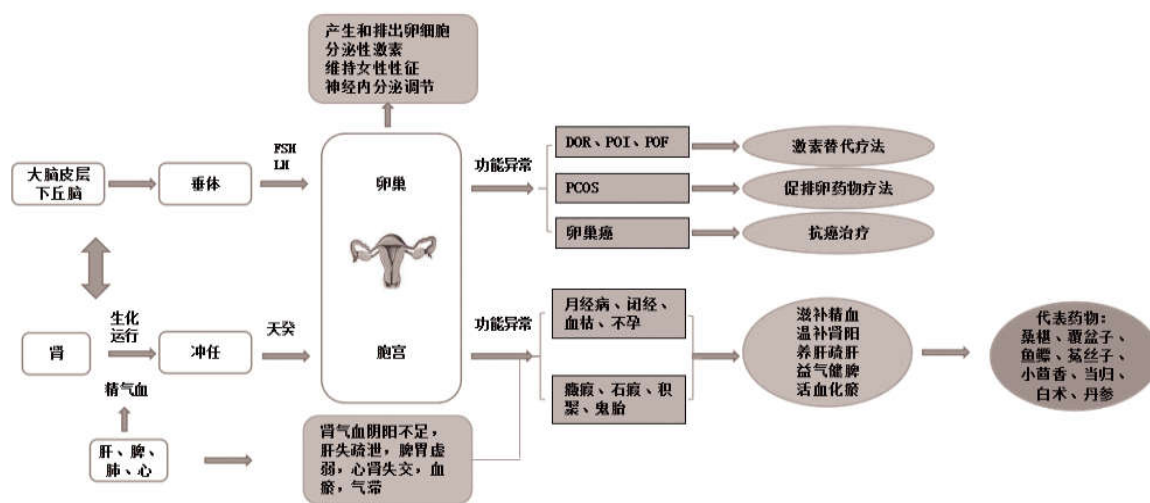 产生和排出卵细胞
分泌性激素
维持女性性征
神经内分泌调节
大脑皮层
下丘脑
垂体
FSH
LH
卵巢
功能异常
DOR、POI、POF
激素替代疗法
PCOS
促排卵药物疗法
卵巢癌
抗癌治疗
肾
生化
运行
精气血
冲任
天癸
胞宫
功能异常
月经病、闭经、
血枯、不孕
癥瘕、石瘕、积
聚、鬼胎
滋补精血
温补肾阳
养肝疏肝
益气健脾
活血化瘀
代表药物：
桑椹、覆盆子、
鱼鳔、菟丝子、
小茴香、当归、
白术、丹参
肝、脾、
肺、心
肾气血阴阳不足，
肝失疏泄，脾胃虚
弱，心肾失交，血
瘀，气滞